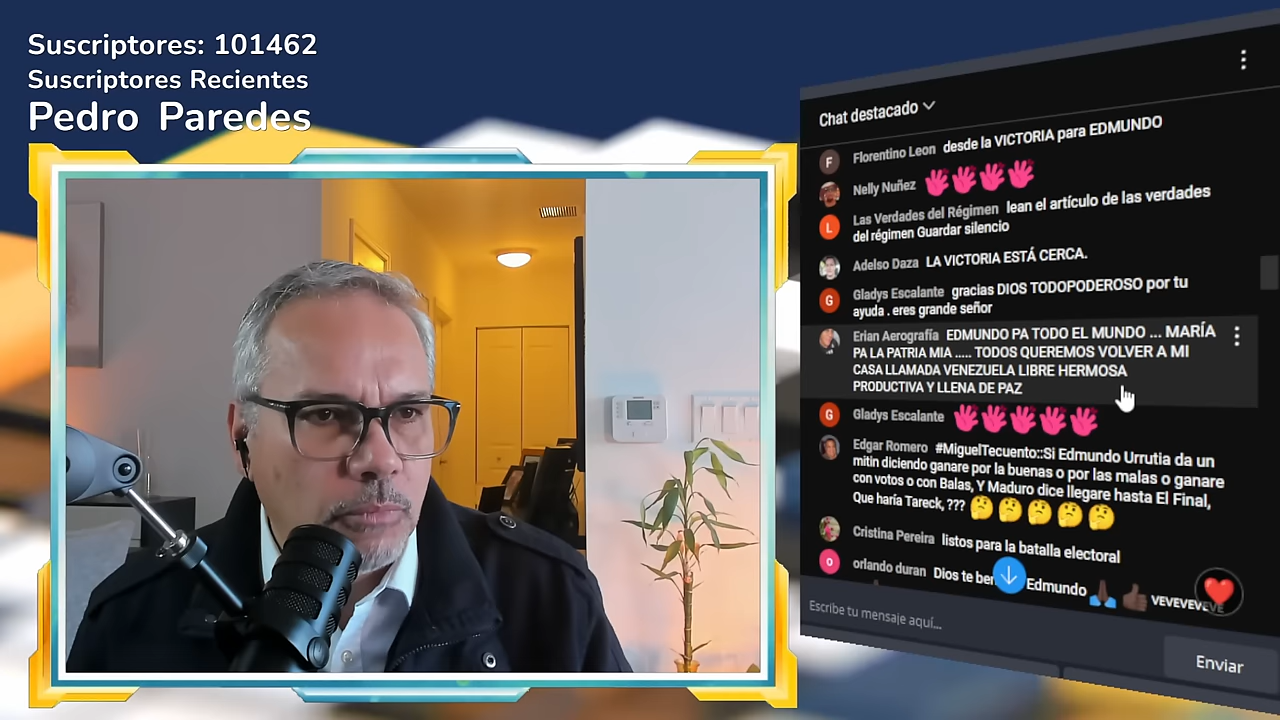 Suscriptores: 101462
Suscriptores Recientes
Pedro Paredes
Chat destacado
F
Florentino Leon desde la VICTORIA para EDMUNDO
Nelly Nuñez
L
Las Verdades del Régimen lean el artículo de las verdades
del régimen Guardar silencio
Adelso Daza LA VICTORIA ESTÁ CERCA.
G
Gladys Escalante gracias DIOS TODOPODEROSO por tu
ayuda . eres grande señor
Erian Aerografía EDMUNDO PA TODO EL MUNDO ... MARÍA
PA LA PATRIA MIA ..... TODOS QUEREMOS VOLVER A MI
CASA LLAMADA VENEZUELA LIBRE HERMOSA
PRODUCTIVA Y LLENA DE PAZ
G
Gladys Escalante
Edgar Romero #MiguelTecuento::Si Edmundo Urrutia da un
mitin diciendo ganare por la buenas o por las malas o ganare
con votos o con Balas, Y Maduro dice llegare hasta El Final,
Que haría Tareck, ???
Cristina Pereira listos para la batalla electoral
o
orlando duran Dios te Edmundo
Escribe tu mensaje aquí...
Enviar